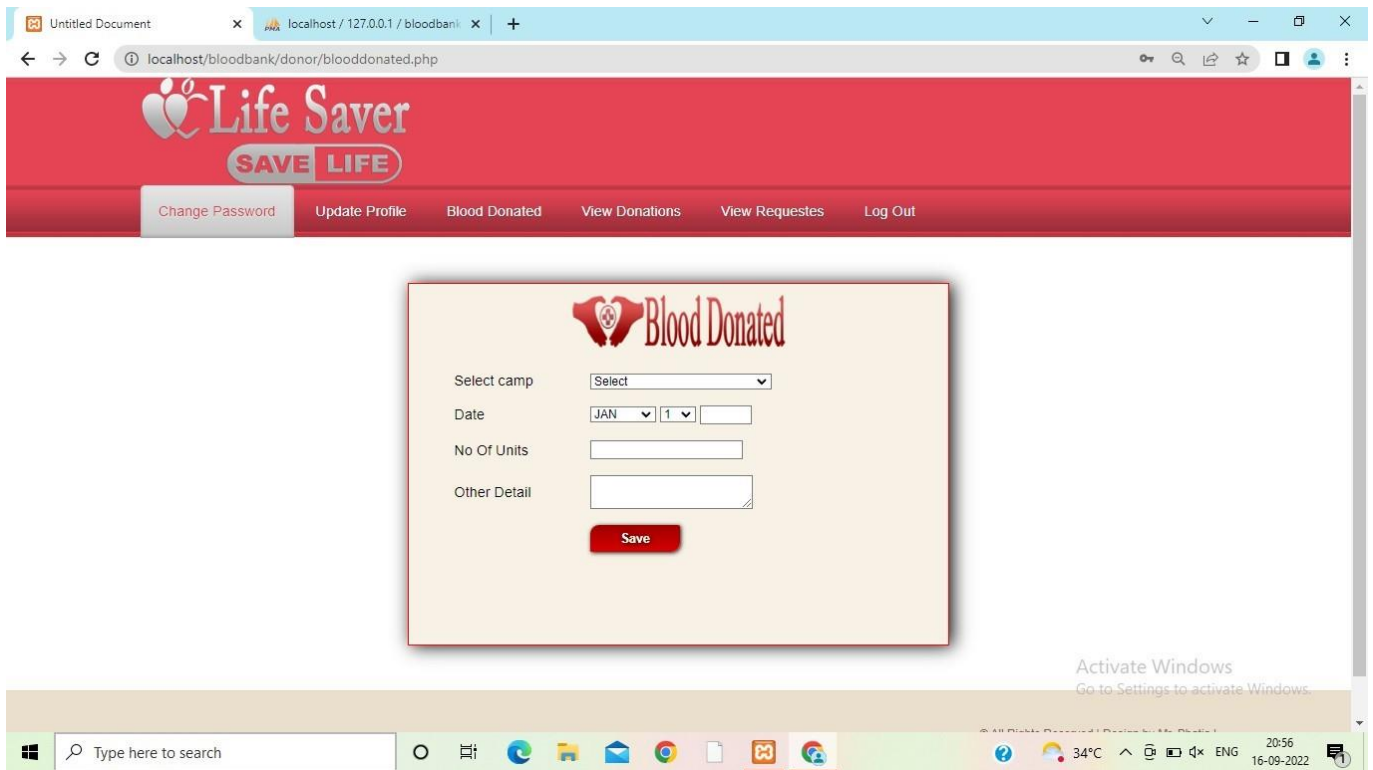 Untitled Document
localhost / 127.0.0.1 / bloodbank
localhost/bloodbank/donor/blooddonated.php
Life Saver
SAVE LIFE
Change Password Update Profile Blood Donated View Donations View Requestes Log Out
Blood Donated
Select camp Select
Date JAN 1
No Of Units
Other Detail
Save
Activate Windows
Go to Settings to activate Windows.
Type here to search
34°C ENG 20:56
16-09-2022